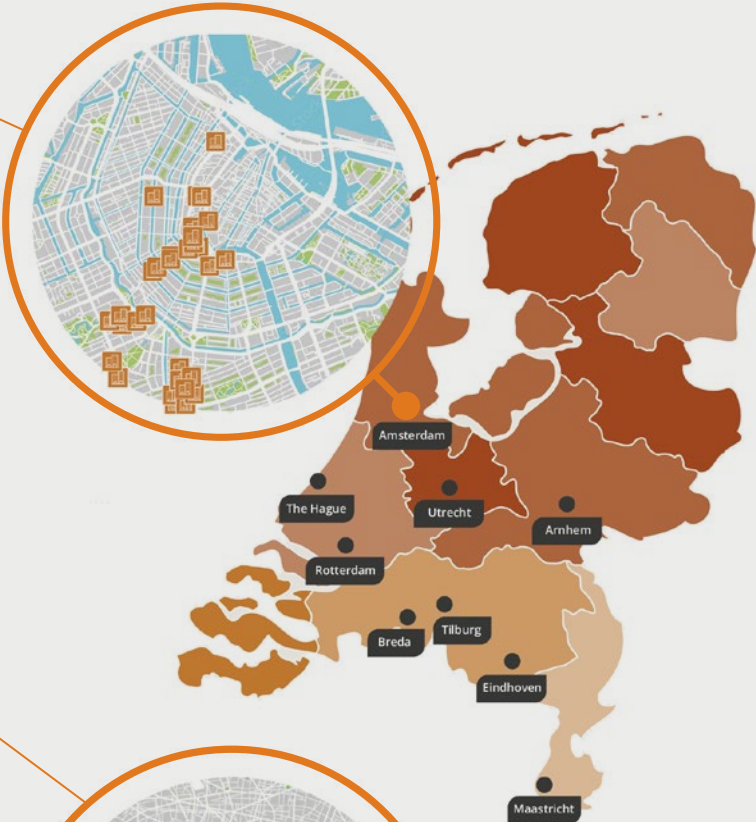 Amsterdam
The Hague
Utrecht
Arnhem
Rotterdam
Breda
Tilburg
Eindhoven
Maastricht